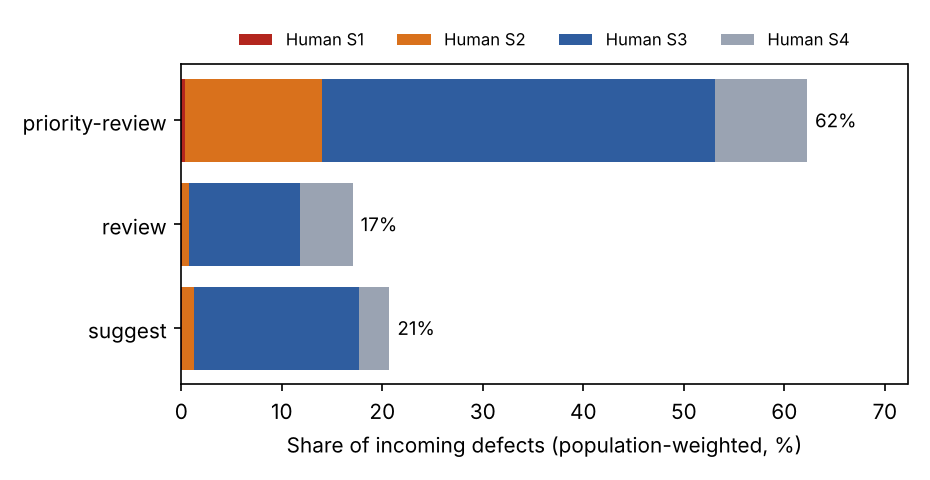 Human S1 Human S2 Human S3 Human S4
priority-review 62%
review 17%
suggest 21%
0 10 20 30 40 50 60 70
Share of incoming defects (population-weighted, %)